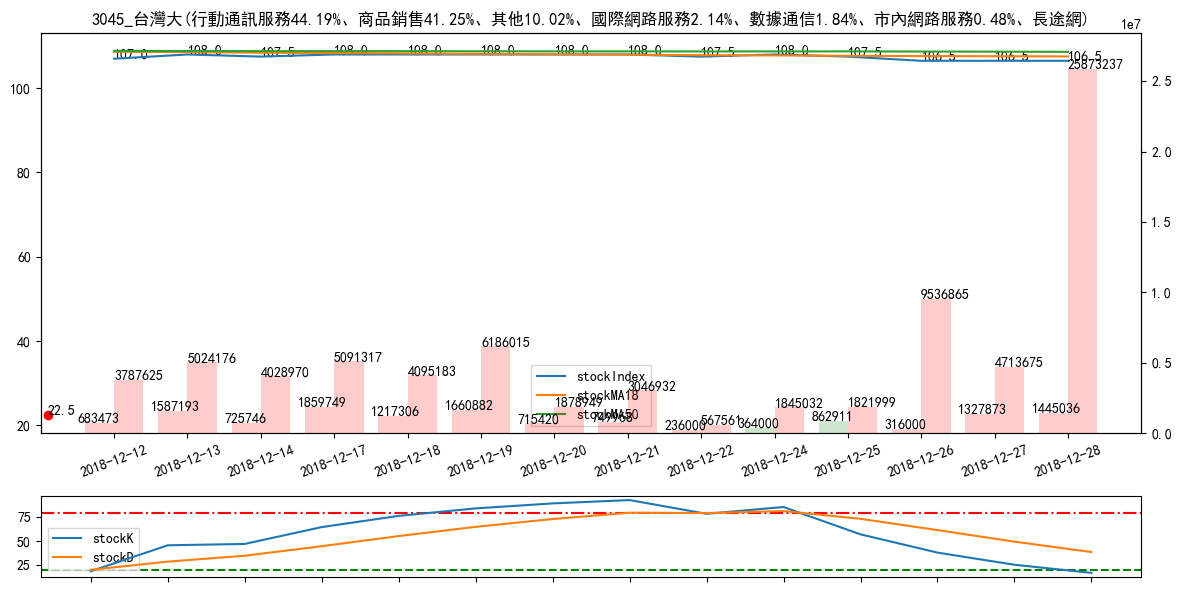 3045_台灣大(行動通訊服務44.19%、商品銷售41.25%、其他10.02%、國際網路服務2.14%、數據通信1.84%、市內網路服務0.48%、長途網)
1e7
107.0 108.0 107.5 108.0 108.0 108.0 108.0 108.0 107.5 108.0 107.5 106.5 106.5 106.5
100
80
60
40
20
2.5
2.0
1.5
1.0
0.5
0.0
25873237
9536865
6186015
5024176 5091317
3787625 4028970 4095183 4713675
stockIndex
stockMA18
stockMA50
3046932
22.5
683473 1587193 725746 1859749 1217306 1660882 715420 1878949 749968 236000 567561 364000 1845032 862911 1821999 316000 1327873 1445036
2018-12-12 2018-12-13 2018-12-14 2018-12-17 2018-12-18 2018-12-19 2018-12-20 2018-12-21 2018-12-22 2018-12-24 2018-12-25 2018-12-26 2018-12-27 2018-12-28
75
50
25
stockK
stockD